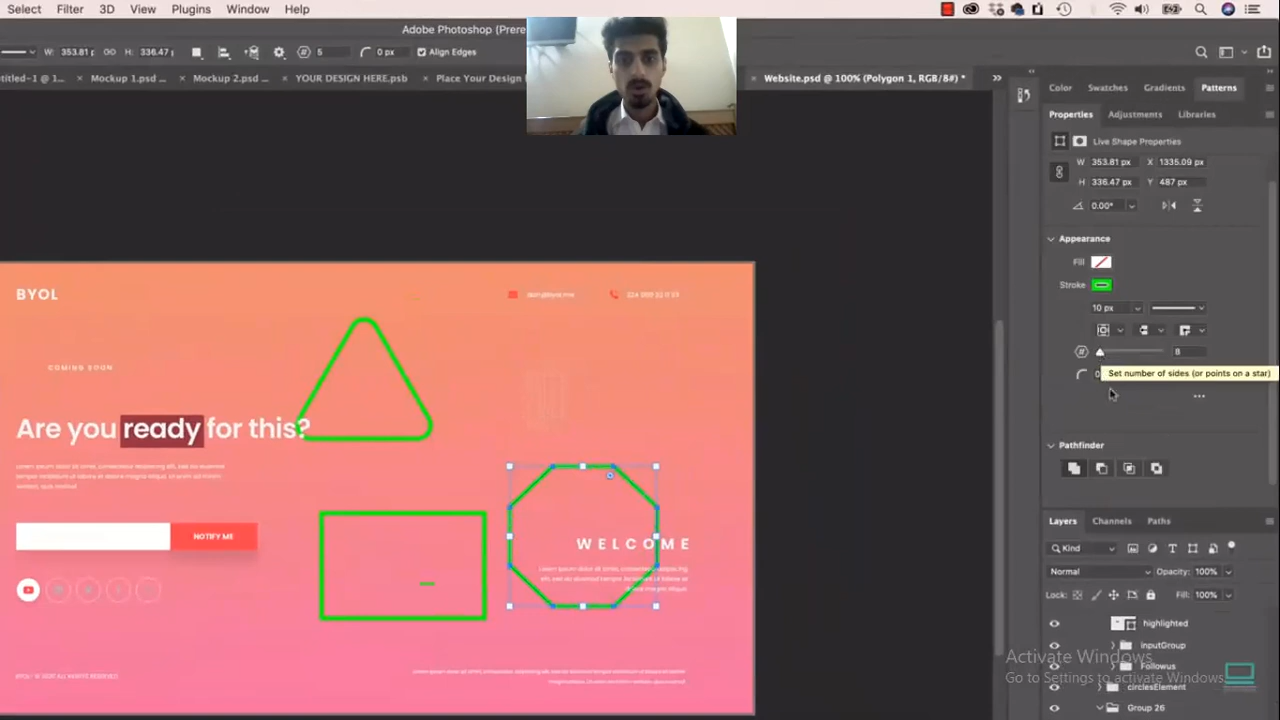 Select Filter 3D View Plugins Window Help
Adobe Photoshop (Prere
W: 353.81 H: 336.47 5 0 px Align Edges
Mockup 1.psd ... × Mockup 2.psd ... × YOUR DESIGN HERE.psb × Place Your Design × Website.psd @ 100% (Polygon 1, RGB/8#) * »
Color Swatches Gradients Patterns
Properties Adjustments Libraries
Live Shape Properties
W 353.81 px X 1335.09 px
H 336.47 px Y 487 px
0.00°
Appearance
Fill
Stroke
10 px
8
Set number of sides (or points on a star)
Pathfinder
Layers Channels Paths
Kind
Normal Opacity: 100%
Lock: Fill: 100%
highlighted
InputGroup
Followus
circlesElement
Group 26
Activate Windows
Go to Settings to activate Windows.
BYOL
COMING SOON
Are you ready for this?
NOTIFY ME
WELCOME